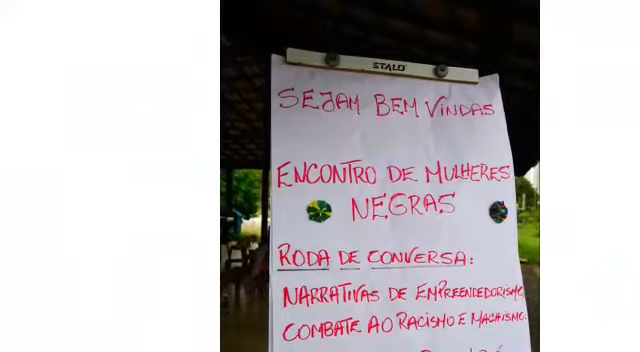 STALO
SEJAM BEM VINDAS
ENCONTRO DE MULHERES
NEGRAS
RODA DE CONVERSA:
NARRATIVAS DE EMPREENDEDORISMO,
COMBATE AO RACISMO E MACHISMO.